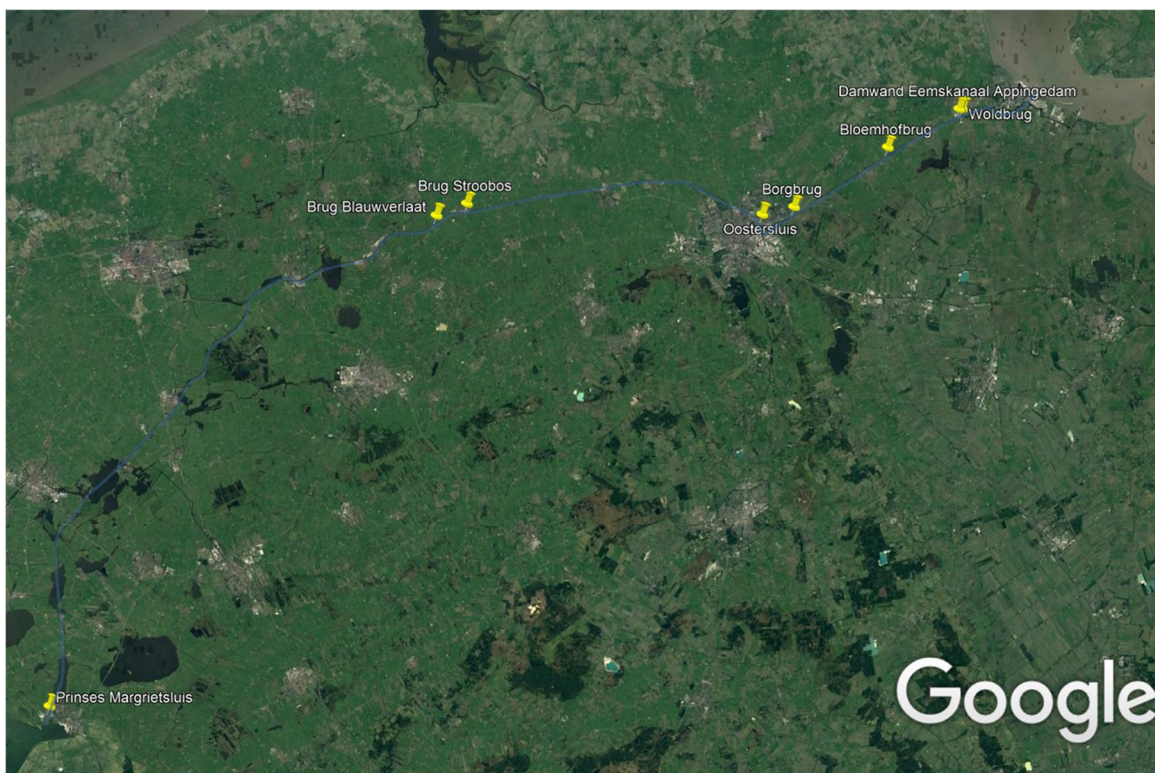 Damwand Eemskanaal Appingedam
Woldbrug
Bloemhofbrug
Brug Stroobos
Borgbrug
Brug Blauwverlaat
Oostersluis
Prinses Margrietsluis
Google